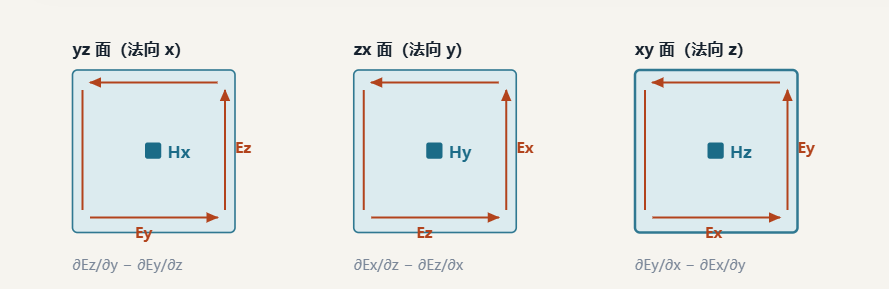 yz 面（法向 x）
zx 面（法向 y）
xy 面（法向 z）
Hx
Ez
Hy
Ex
Hz
Ey
Ey
Ez
Ex
∂Ez/∂y − ∂Ey/∂z
∂Ex/∂z − ∂Ez/∂x
∂Ey/∂x − ∂Ex/∂y